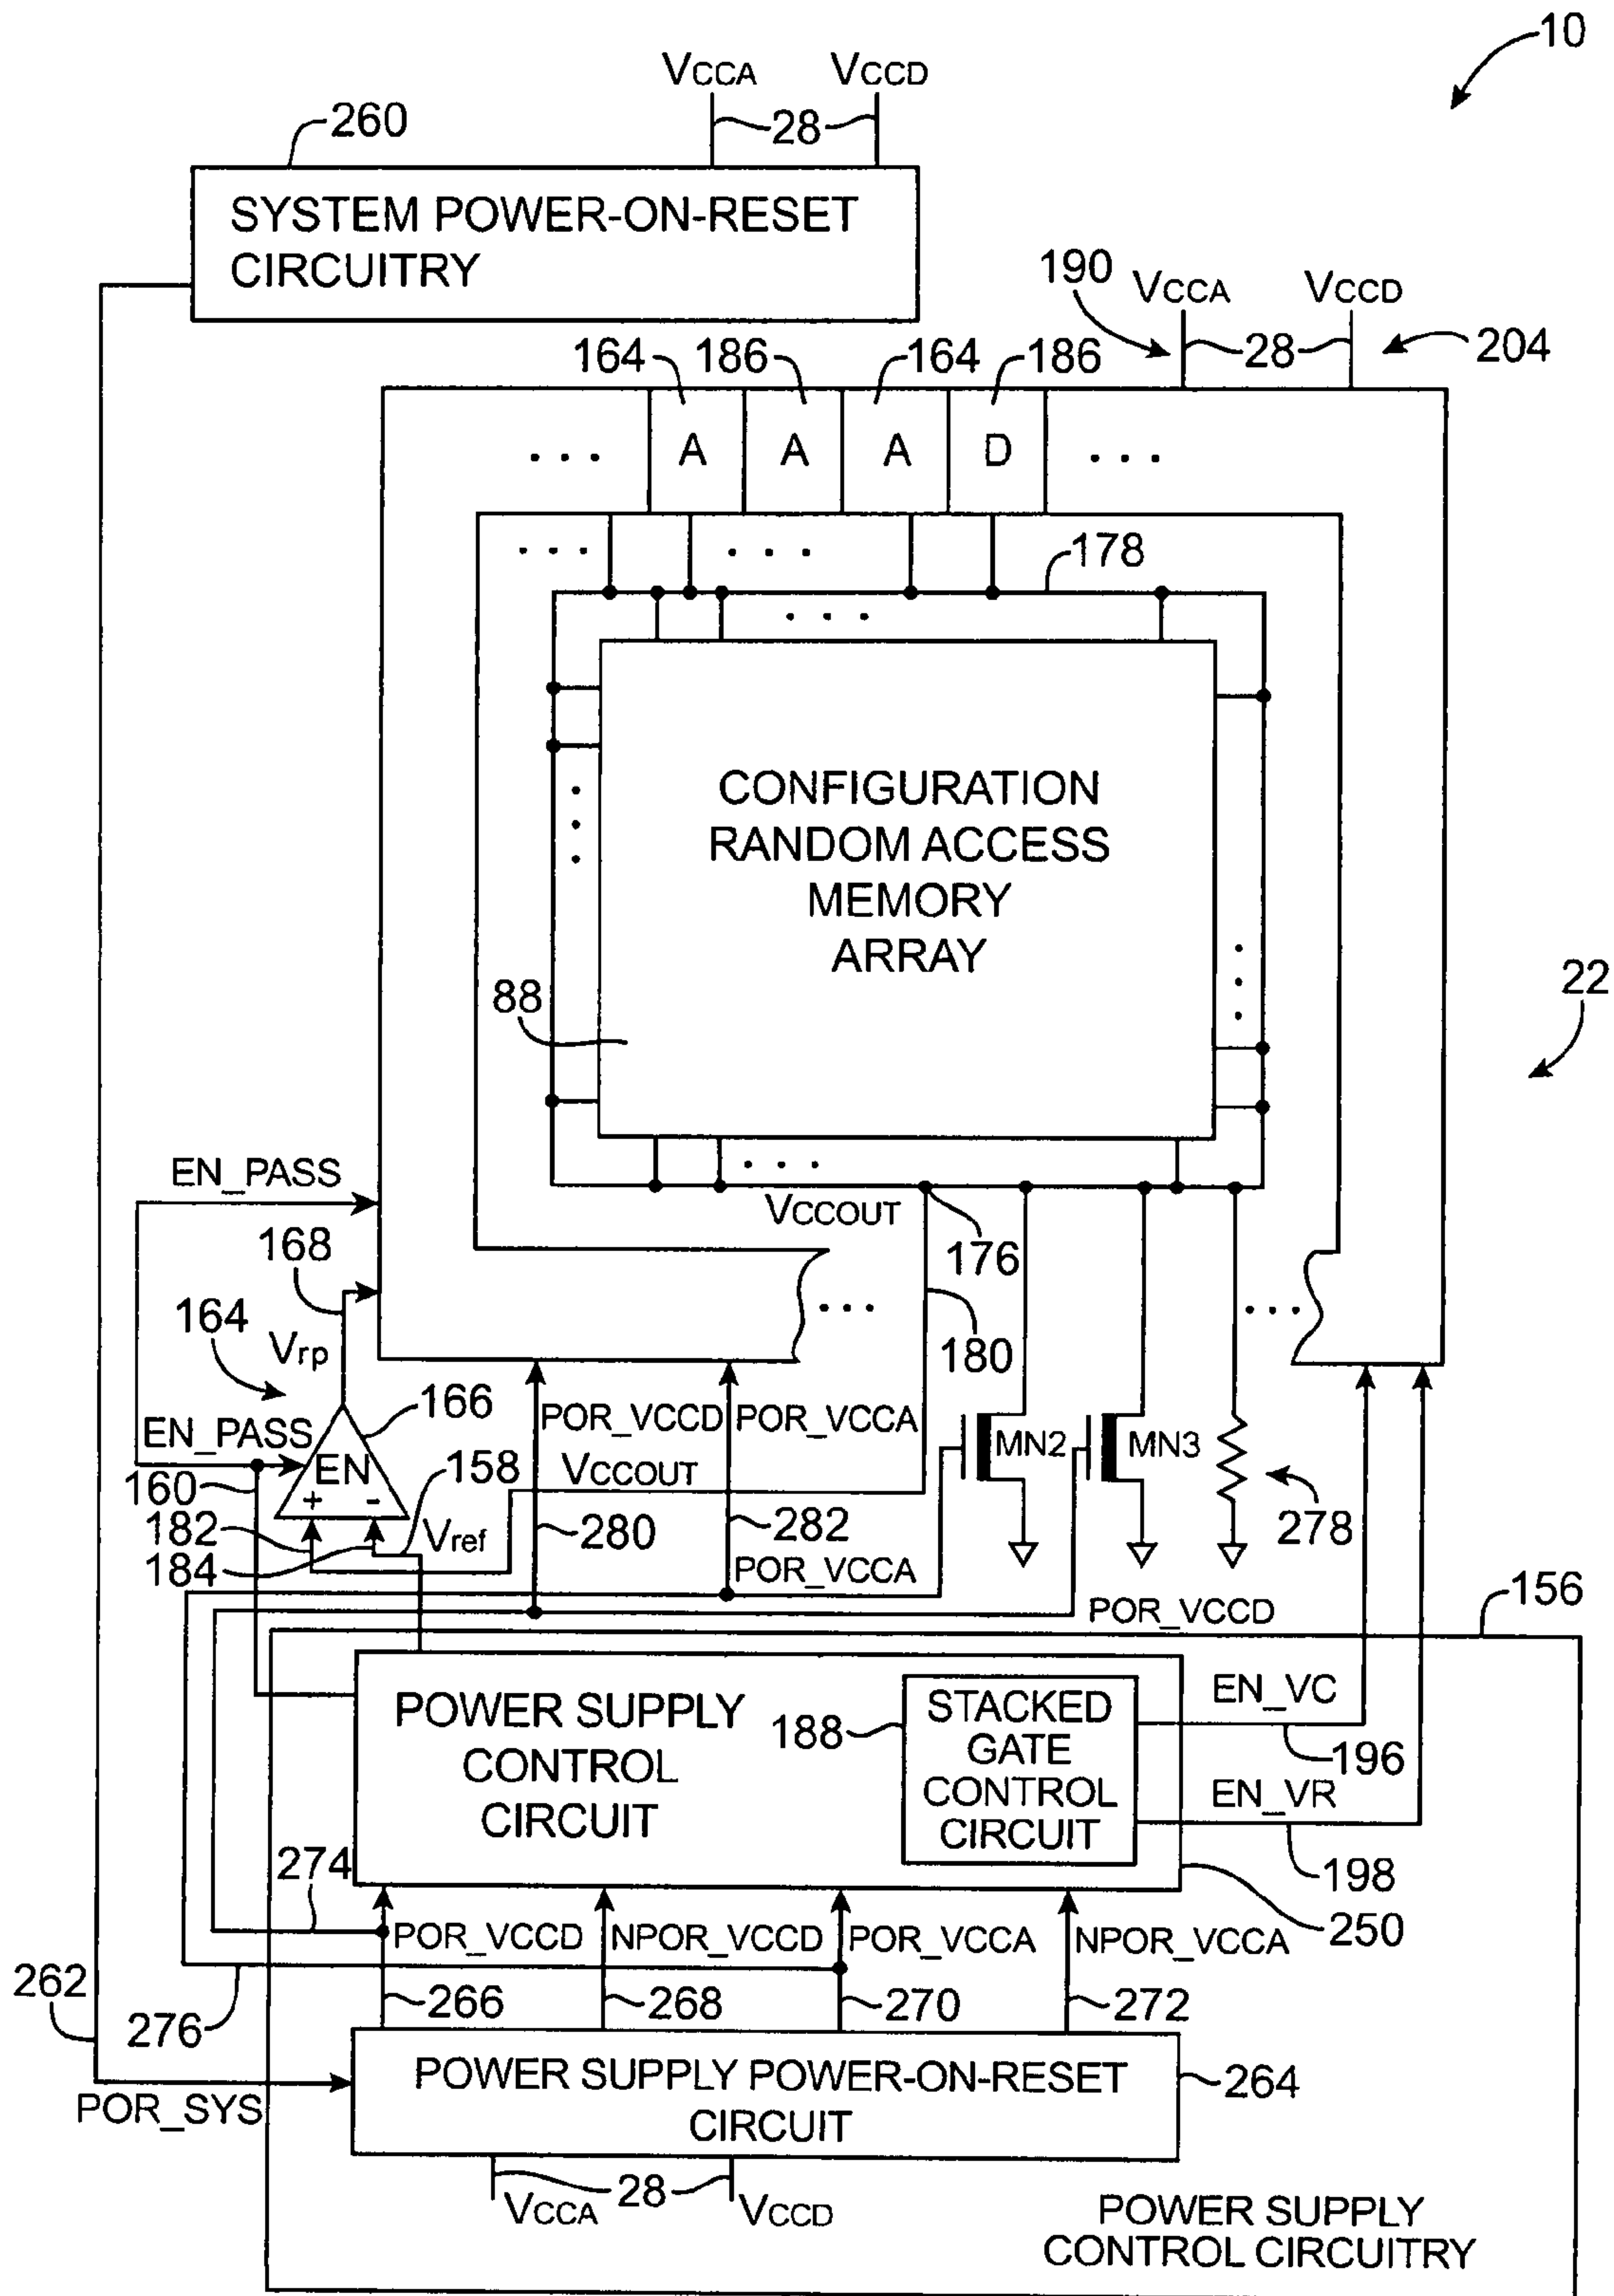 10
VCCA VCCD
28
260
SYSTEM POWER-ON-RESET
CIRCUITRY
190 VCCA VCCD
28 204
164 186 164 186
... A A A D ...
... ...
178
...
CONFIGURATION
RANDOM ACCESS
MEMORY
ARRAY
88
22
...
EN_PASS
VCCOUT
176
168
164
Vrp
... ...
180
166
POR_VCCD POR_VCCA
EN_PASS
EN
158
VCCOUT
MN2 MN3
160
+ -
182
Vref
280 282 278
184
POR_VCCA
156
POR_VCCD
POWER SUPPLY
CONTROL
CIRCUIT
188
STACKED
GATE
CONTROL
CIRCUIT
EN_VC
196
EN_VR
198
274
POR_VCCD NPOR_VCCD POR_VCCA NPOR_VCCA
250
262
276
266 268 270 272
POWER SUPPLY POWER-ON-RESET
CIRCUIT
264
POR_SYS
28
VCCA VCCD
POWER SUPPLY
CONTROL CIRCUITRY